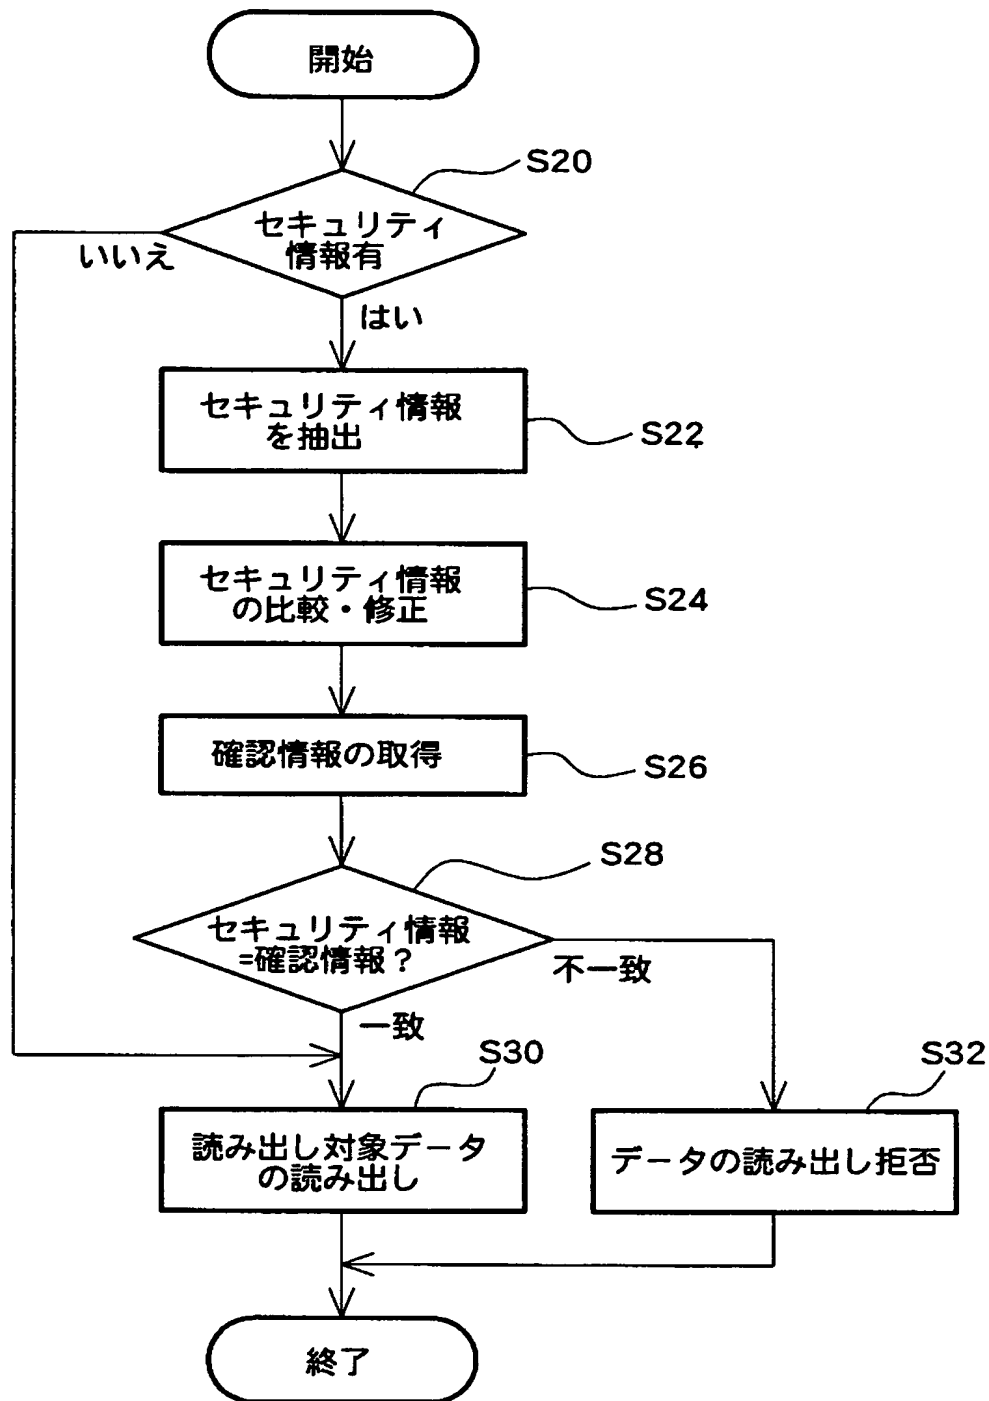 開始
S20
セキュリティ
情報有
いいえ
はい
セキュリティ情報
を抽出
S22
セキュリティ情報
の比較・修正
S24
確認情報の取得
S26
S28
セキュリティ情報
=確認情報？
不一致
一致
S30
S32
読み出し対象データ
の読み出し
データの読み出し拒否
終了